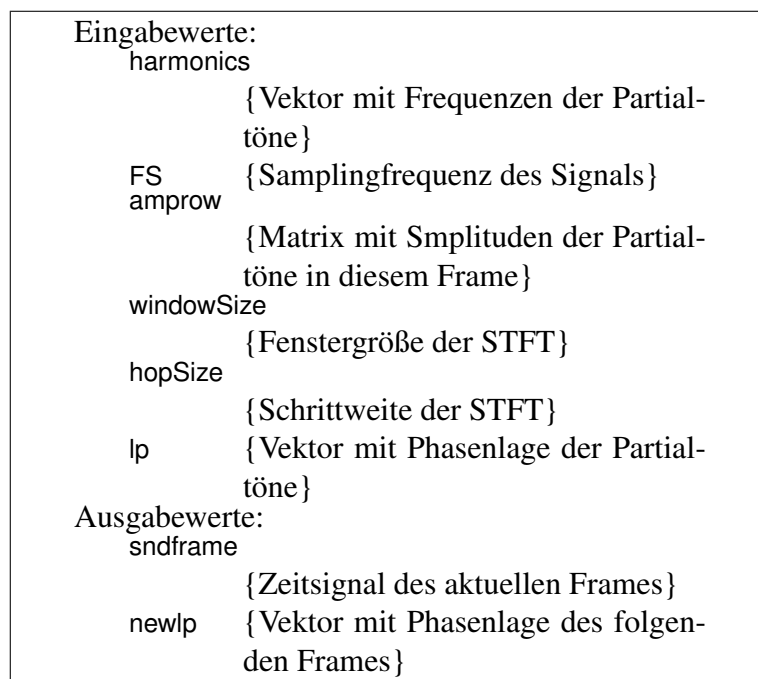 Eingabewerte:
harmonics
{Vektor mit Frequenzen der Partial-
töne}
FS {Samplingfrequenz des Signals}
amprow
{Matrix mit Smplituden der Partial-
töne in diesem Frame}
windowSize
{Fenstergröße der STFT}
hopSize
{Schrittweite der STFT}
lp {Vektor mit Phasenlage der Partial-
töne}
Ausgabewerte:
sndframe
{Zeitsignal des aktuellen Frames}
newlp {Vektor mit Phasenlage des folgen-
den Frames}